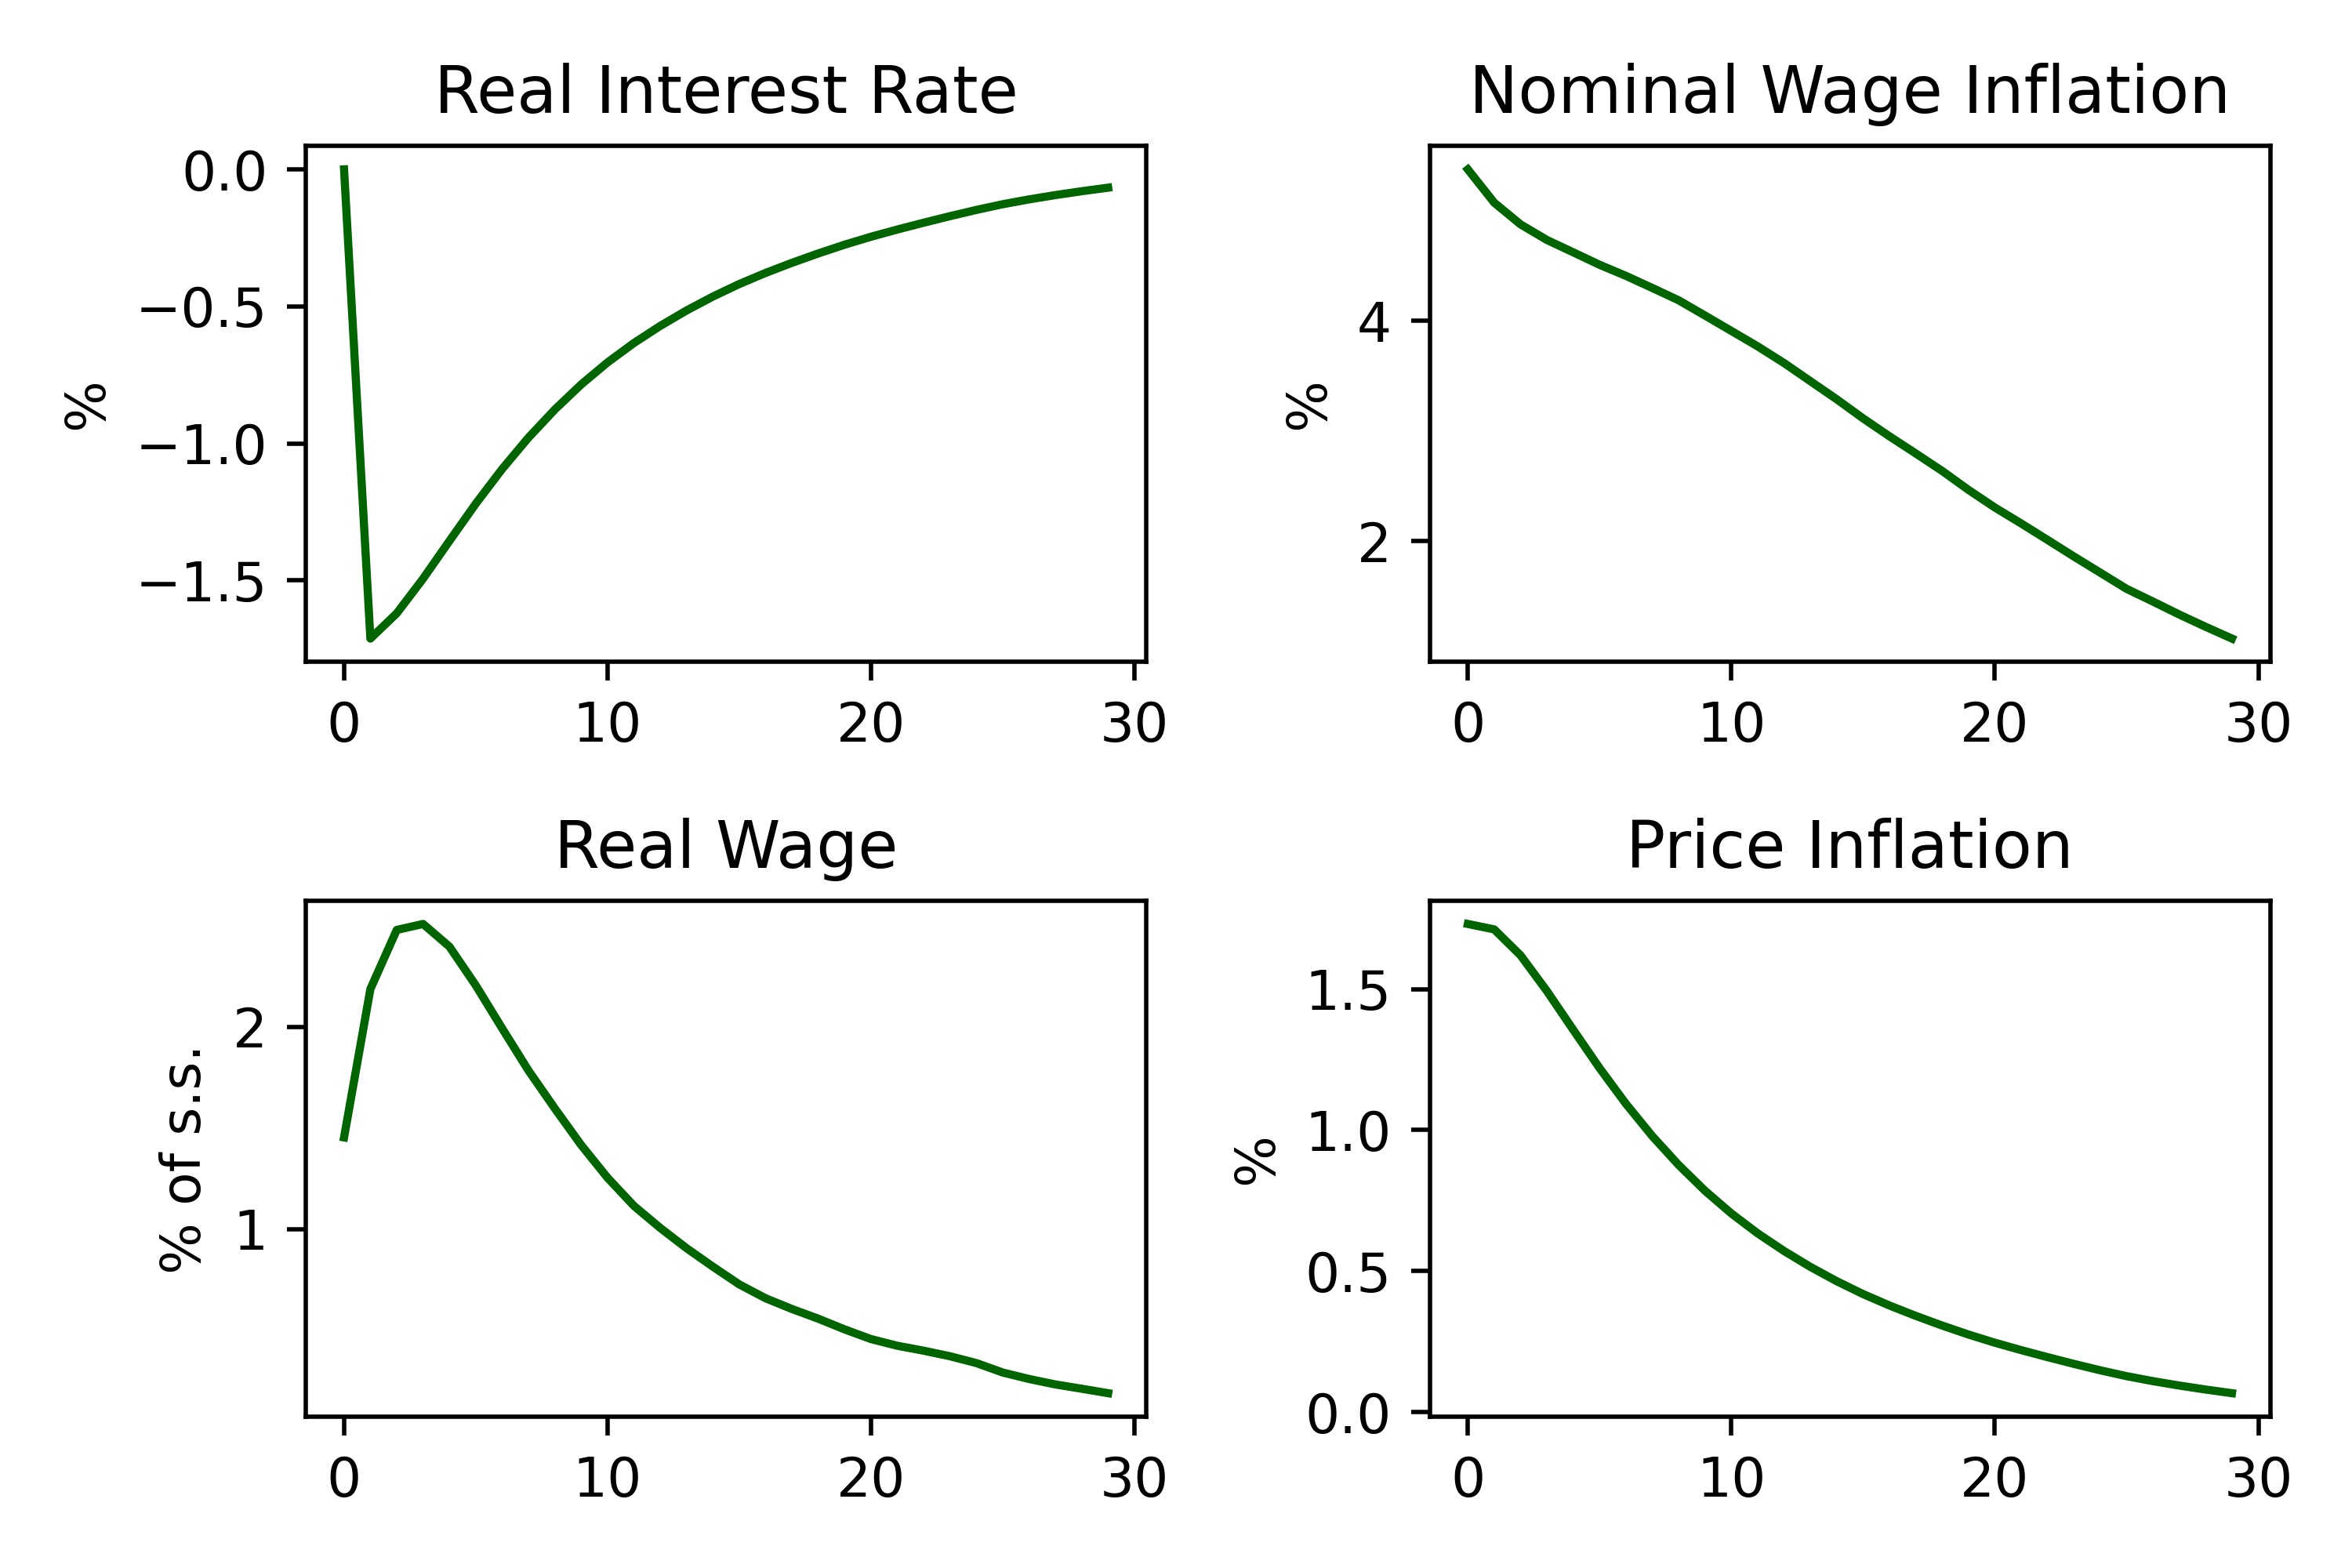 Real Interest Rate
0.0
−0.5
−1.0
−1.5
%
0 10 20 30
Nominal Wage Inflation
4
2
%
0 10 20 30
Real Wage
2
1
% of s.s.
0 10 20 30
Price Inflation
1.5
1.0
0.5
0.0
%
0 10 20 30